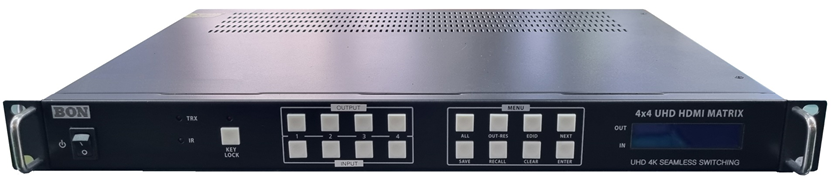 BON
TRX
IR
KEY
LOCK
OUTPUT
1 2 3 4
INPUT
MENU
ALL OUT-RES EDID NEXT
SAVE RECALL CLEAR ENTER
4x4 UHD HDMI MATRIX
OUT
IN
UHD 4K SEAMLESS SWITCHING